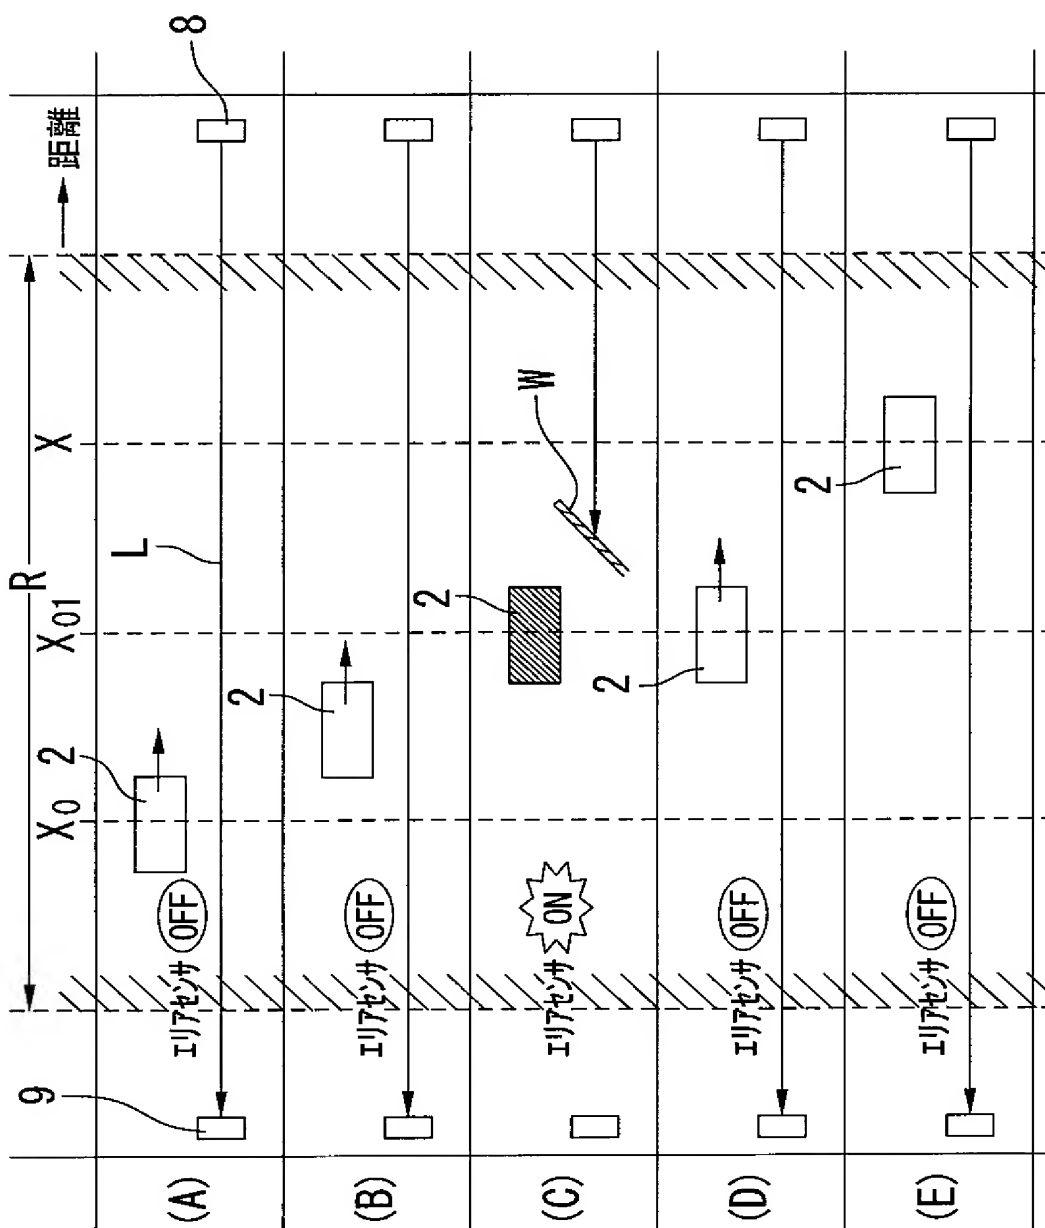 R
X0 X01 X 距離
9 2
L
(A) エリアセンサ OFF 8
2
(B) エリアセンサ OFF
2
W
(C) エリアセンサ ON
2
(D) エリアセンサ OFF
2
(E) エリアセンサ OFF